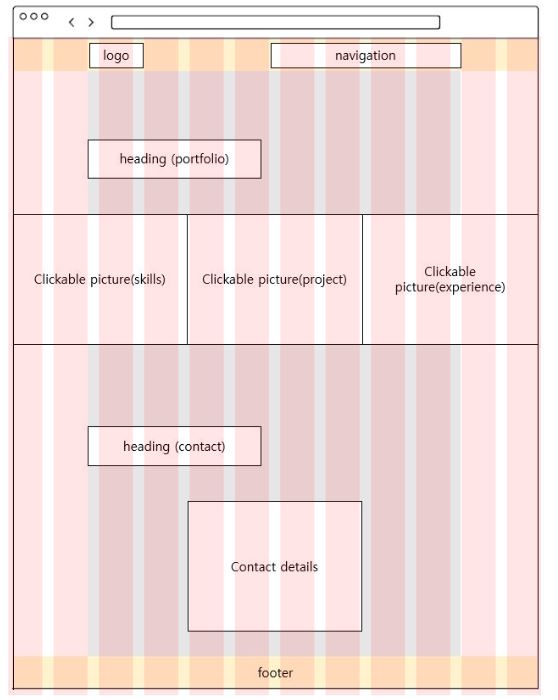 logo
navigation
heading (portfolio)
Clickable picture(skills)
Clickable picture(project)
Clickable
picture(experience)
heading (contact)
Contact details
footer